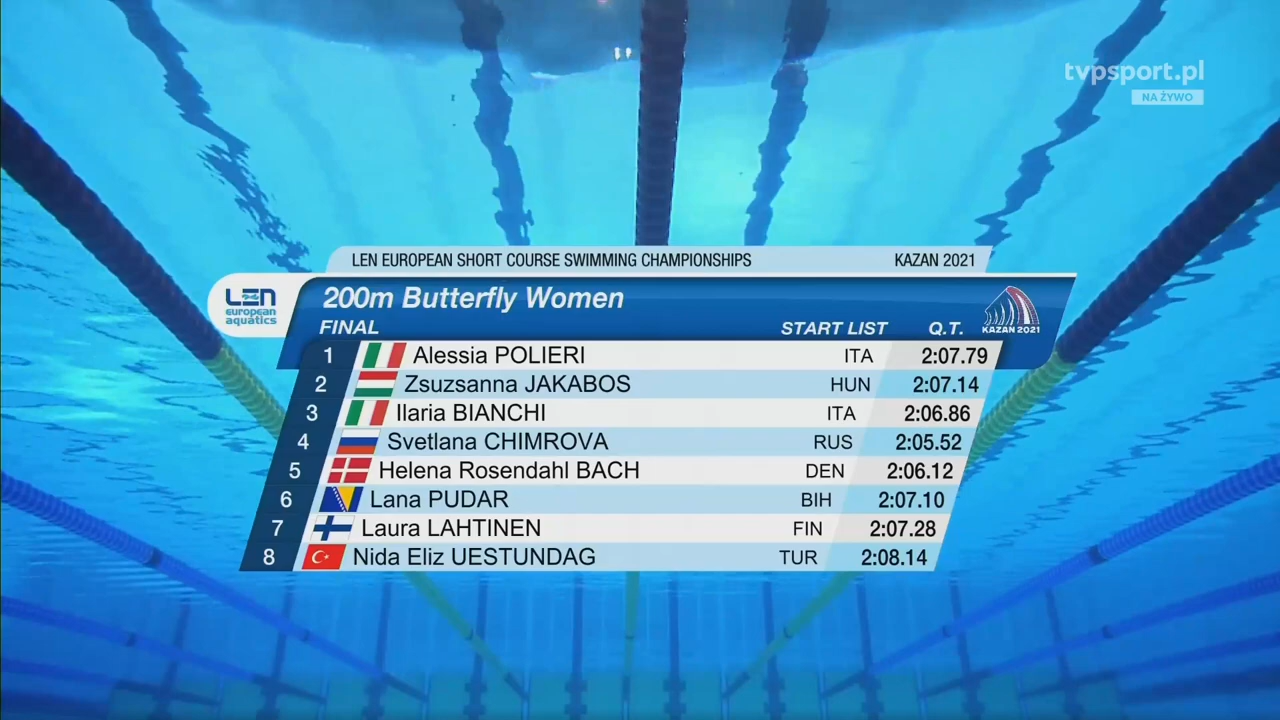 tvpsport.pl
NA ŻYWO
LEN EUROPEAN SHORT COURSE SWIMMING CHAMPIONSHIPS KAZAN 2021
LEN
european
aquatics
200m Butterfly Women
FINAL START LIST Q.T.
KAZAN 2021
1 Alessia POLIERI ITA 2:07.79
2 Zsuzsanna JAKABOS HUN 2:07.14
3 Ilaria BIANCHI ITA 2:06.86
4 Svetlana CHIMROVA RUS 2:05.52
5 Helena Rosendahl BACH DEN 2:06.12
6 Lana PUDAR BIH 2:07.10
7 Laura LAHTINEN FIN 2:07.28
8 Nida Eliz UESTUNDAG TUR 2:08.14